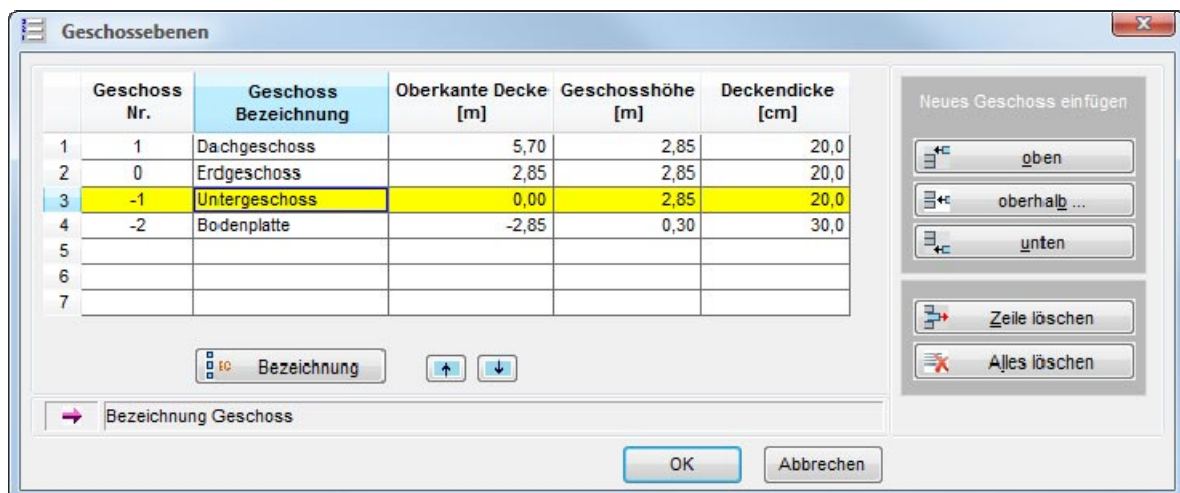 Geschossebenen
Geschoss Nr. Geschoss Bezeichnung Oberkante Decke [m] Geschosshöhe [m] Deckendicke [cm]
1 1 Dachgeschoss 5,70 2,85 20,0
2 0 Erdgeschoss 2,85 2,85 20,0
3 -1 Untergeschoss 0,00 2,85 20,0
4 -2 Bodenplatte -2,85 0,30 30,0
5
6
7
EC Bezeichnung
Bezeichnung Geschoss
Neues Geschoss einfügen
oben
oberhalb ...
unten
Zeile löschen
Alles löschen
OK Abbrechen